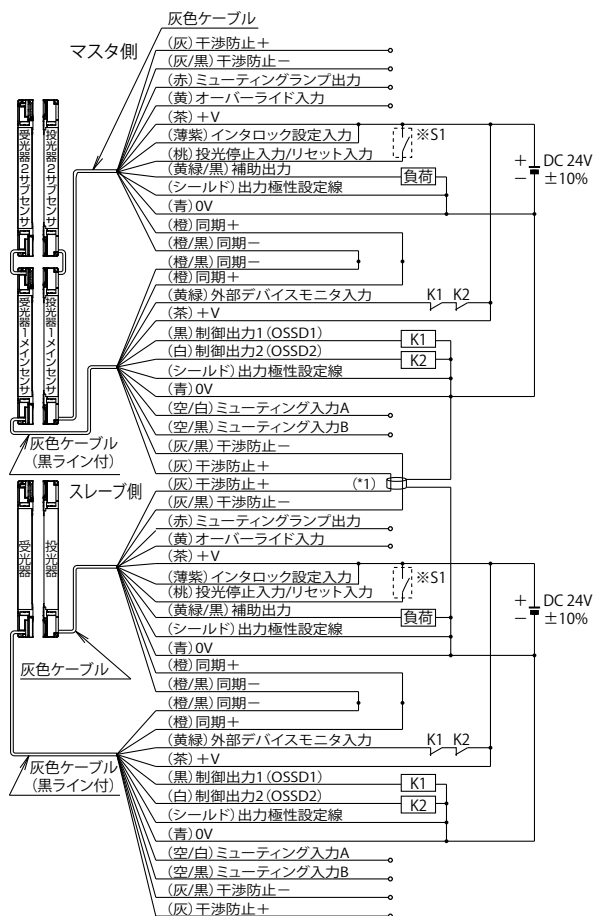 灰色ケーブル
マスタ側
(灰)干渉防止＋
(灰/黒)干渉防止－
(赤)ミューティングランプ出力
(黄)オーバーライド入力
(茶)+V
(薄紫)インタロック設定入力
※S1
(桃)投光停止入力/リセット入力
(黄緑/黒)補助出力
負荷
(シールド)出力極性設定線
(青)0V
＋
－
DC 24V
±10%
受光器2サブセンサ
投光器2サブセンサ
(橙)同期＋
(橙/黒)同期－
(橙/黒)同期－
(橙)同期＋
(黄緑)外部デバイスモニタ入力
K1 K2
(茶)+V
(黒)制御出力1(OSSD1)
K1
(白)制御出力2(OSSD2)
K2
(シールド)出力極性設定線
(青)0V
受光器1メインセンサ
投光器1メインセンサ
(空/白)ミューティング入力A
(空/黒)ミューティング入力B
(灰/黒)干渉防止－
(灰)干渉防止＋
灰色ケーブル
(黒ライン付)
スレーブ側
(灰)干渉防止＋
(*1)
(灰/黒)干渉防止－
(赤)ミューティングランプ出力
(黄)オーバーライド入力
(茶)+V
(薄紫)インタロック設定入力
※S1
(桃)投光停止入力/リセット入力
(黄緑/黒)補助出力
負荷
(シールド)出力極性設定線
(青)0V
＋
－
DC 24V
±10%
受光器
投光器
灰色ケーブル
(橙)同期＋
(橙/黒)同期－
(橙/黒)同期－
(橙)同期＋
(黄緑)外部デバイスモニタ入力
K1 K2
(茶)+V
(黒)制御出力1(OSSD1)
K1
(白)制御出力2(OSSD2)
K2
(シールド)出力極性設定線
(青)0V
灰色ケーブル
(黒ライン付)
(空/白)ミューティング入力A
(空/黒)ミューティング入力B
(灰/黒)干渉防止－
(灰)干渉防止＋